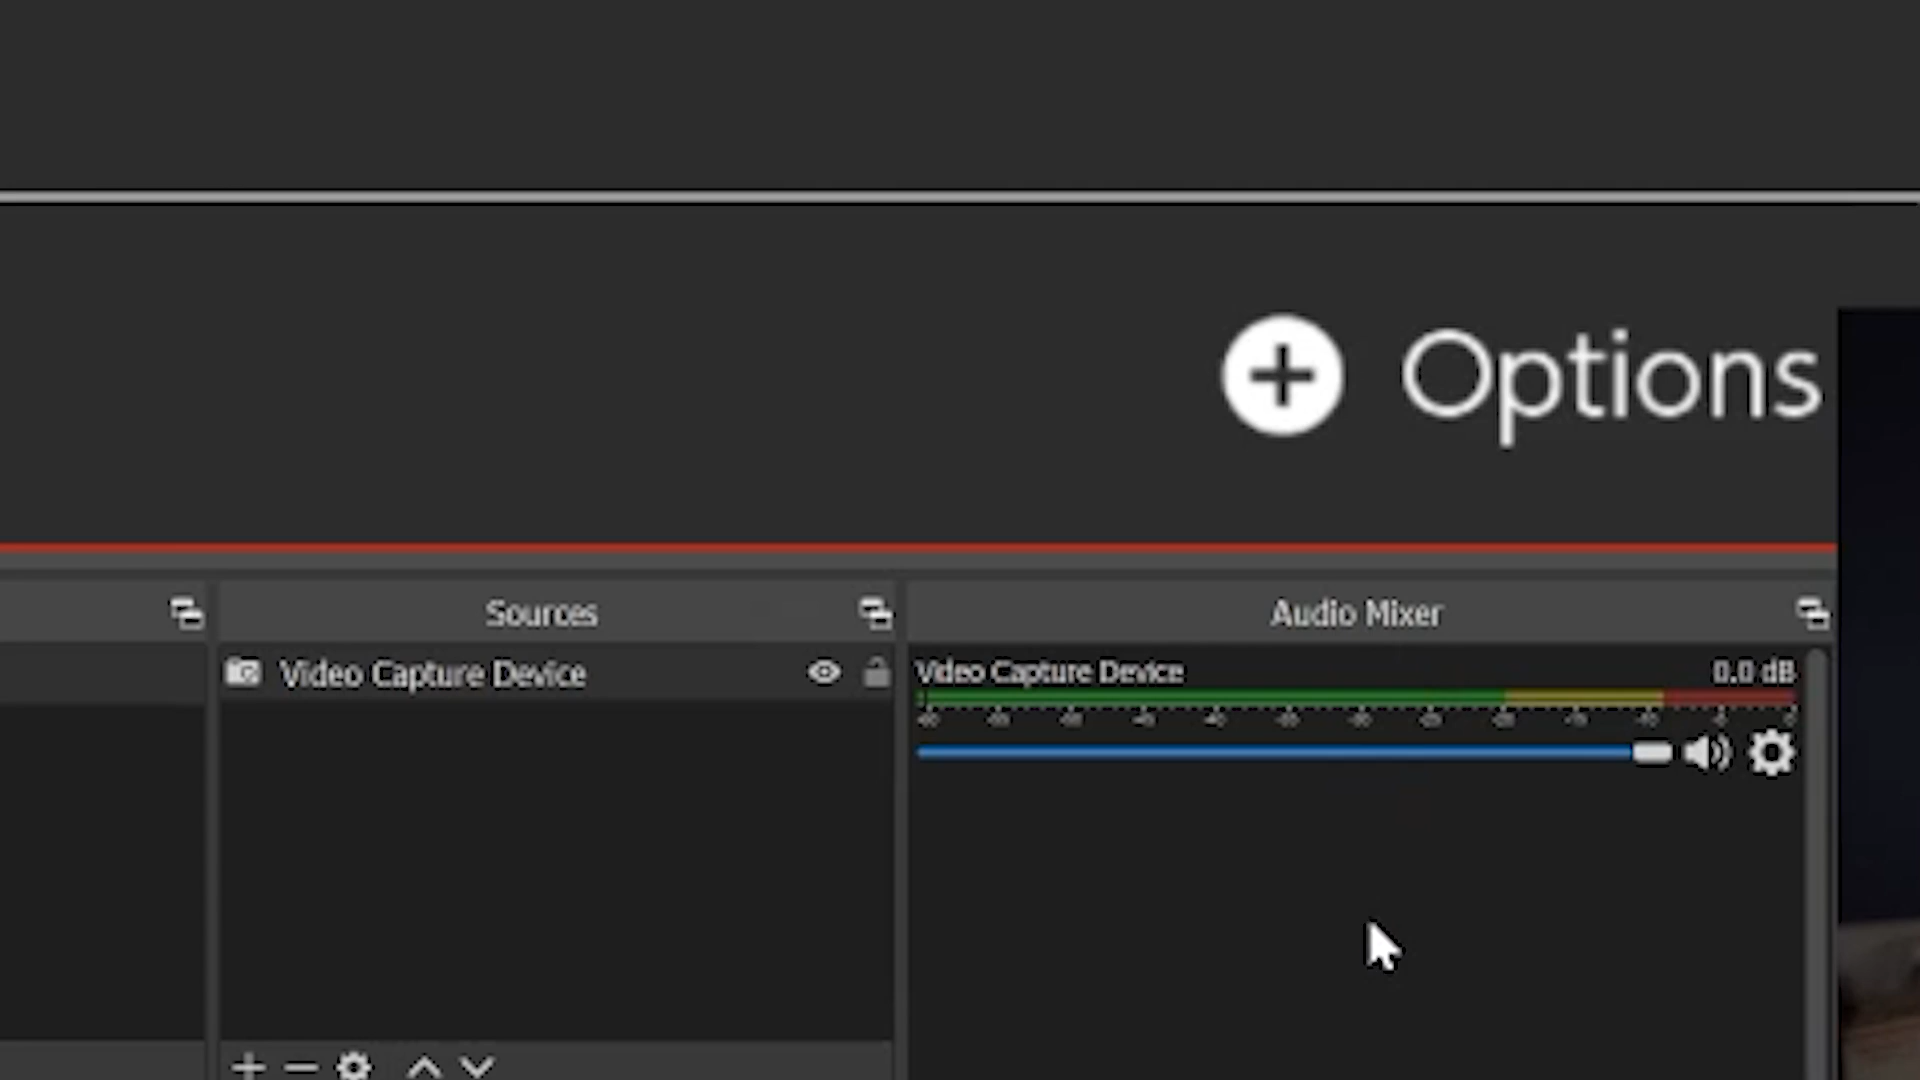 Options
Sources
Audio Mixer
Video Capture Device
Video Capture Device
0.0 dB